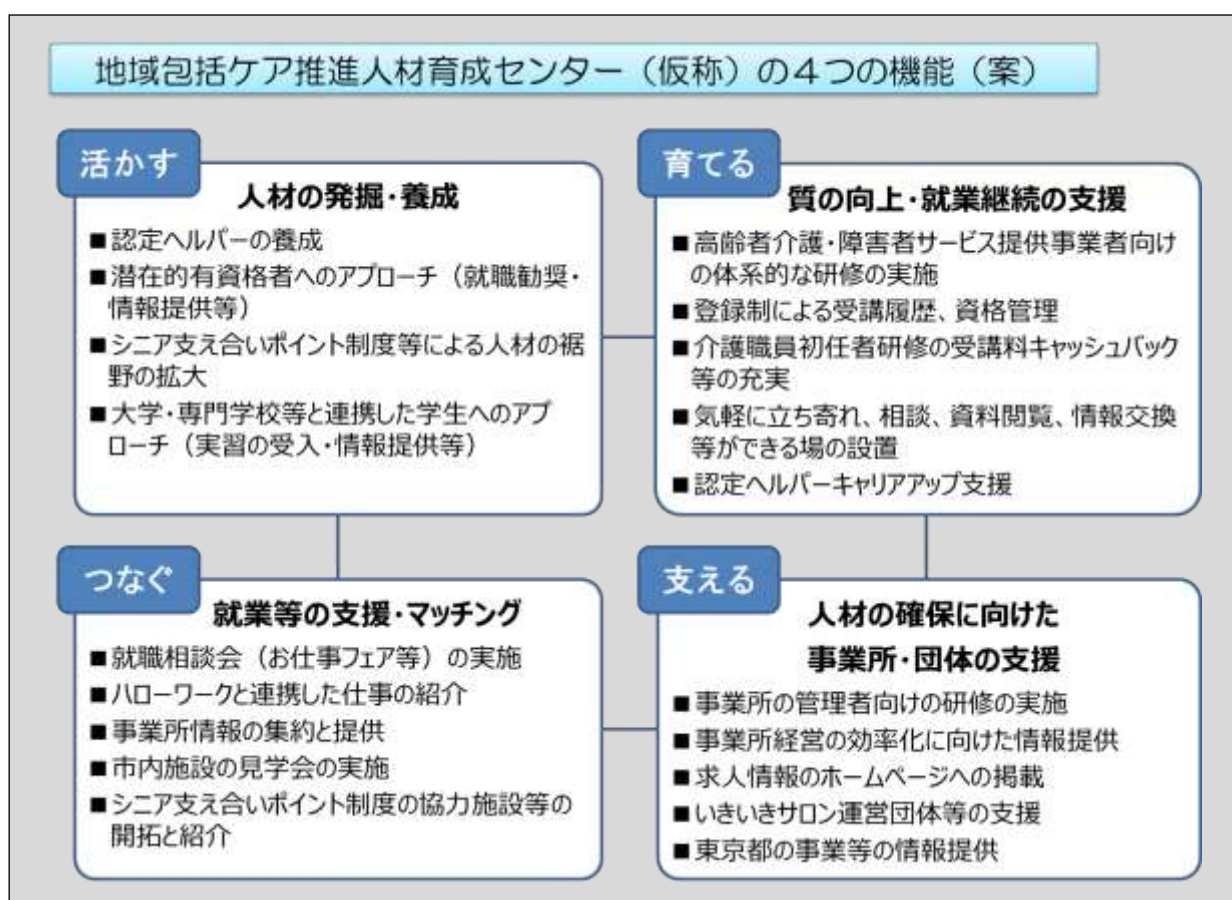 地域包括ケア推進人材育成センター（仮称）の４つの機能（案）
活かす
人材の発掘・養成
■認定ヘルパーの養成
■潜在的有資格者へのアプローチ（就職勧奨・
情報提供等）
■シニア支え合いポイント制度等による人材の裾
野の拡大
■大学・専門学校等と連携した学生へのアプ
ローチ（実習の受入・情報提供等）
育てる
質の向上・就業継続の支援
■高齢者介護・障害者サービス提供事業者向け
の体系的な研修の実施
■登録制による受講履歴、資格管理
■介護職員初任者研修の受講料キャッシュバック
等の充実
■気軽に立ち寄れ、相談、資料閲覧、情報交換
等ができる場の設置
■認定ヘルパーキャリアアップ支援
つなぐ
就業等の支援・マッチング
■就職相談会（お仕事フェア等）の実施
■ハローワークと連携した仕事の紹介
■事業所情報の集約と提供
■市内施設の見学会の実施
■シニア支え合いポイント制度の協力施設等の
開拓と紹介
支える
人材の確保に向けた
事業所・団体の支援
■事業所の管理者向けの研修の実施
■事業所経営の効率化に向けた情報提供
■求人情報のホームページへの掲載
■いきいきサロン運営団体等の支援
■東京都の事業等の情報提供